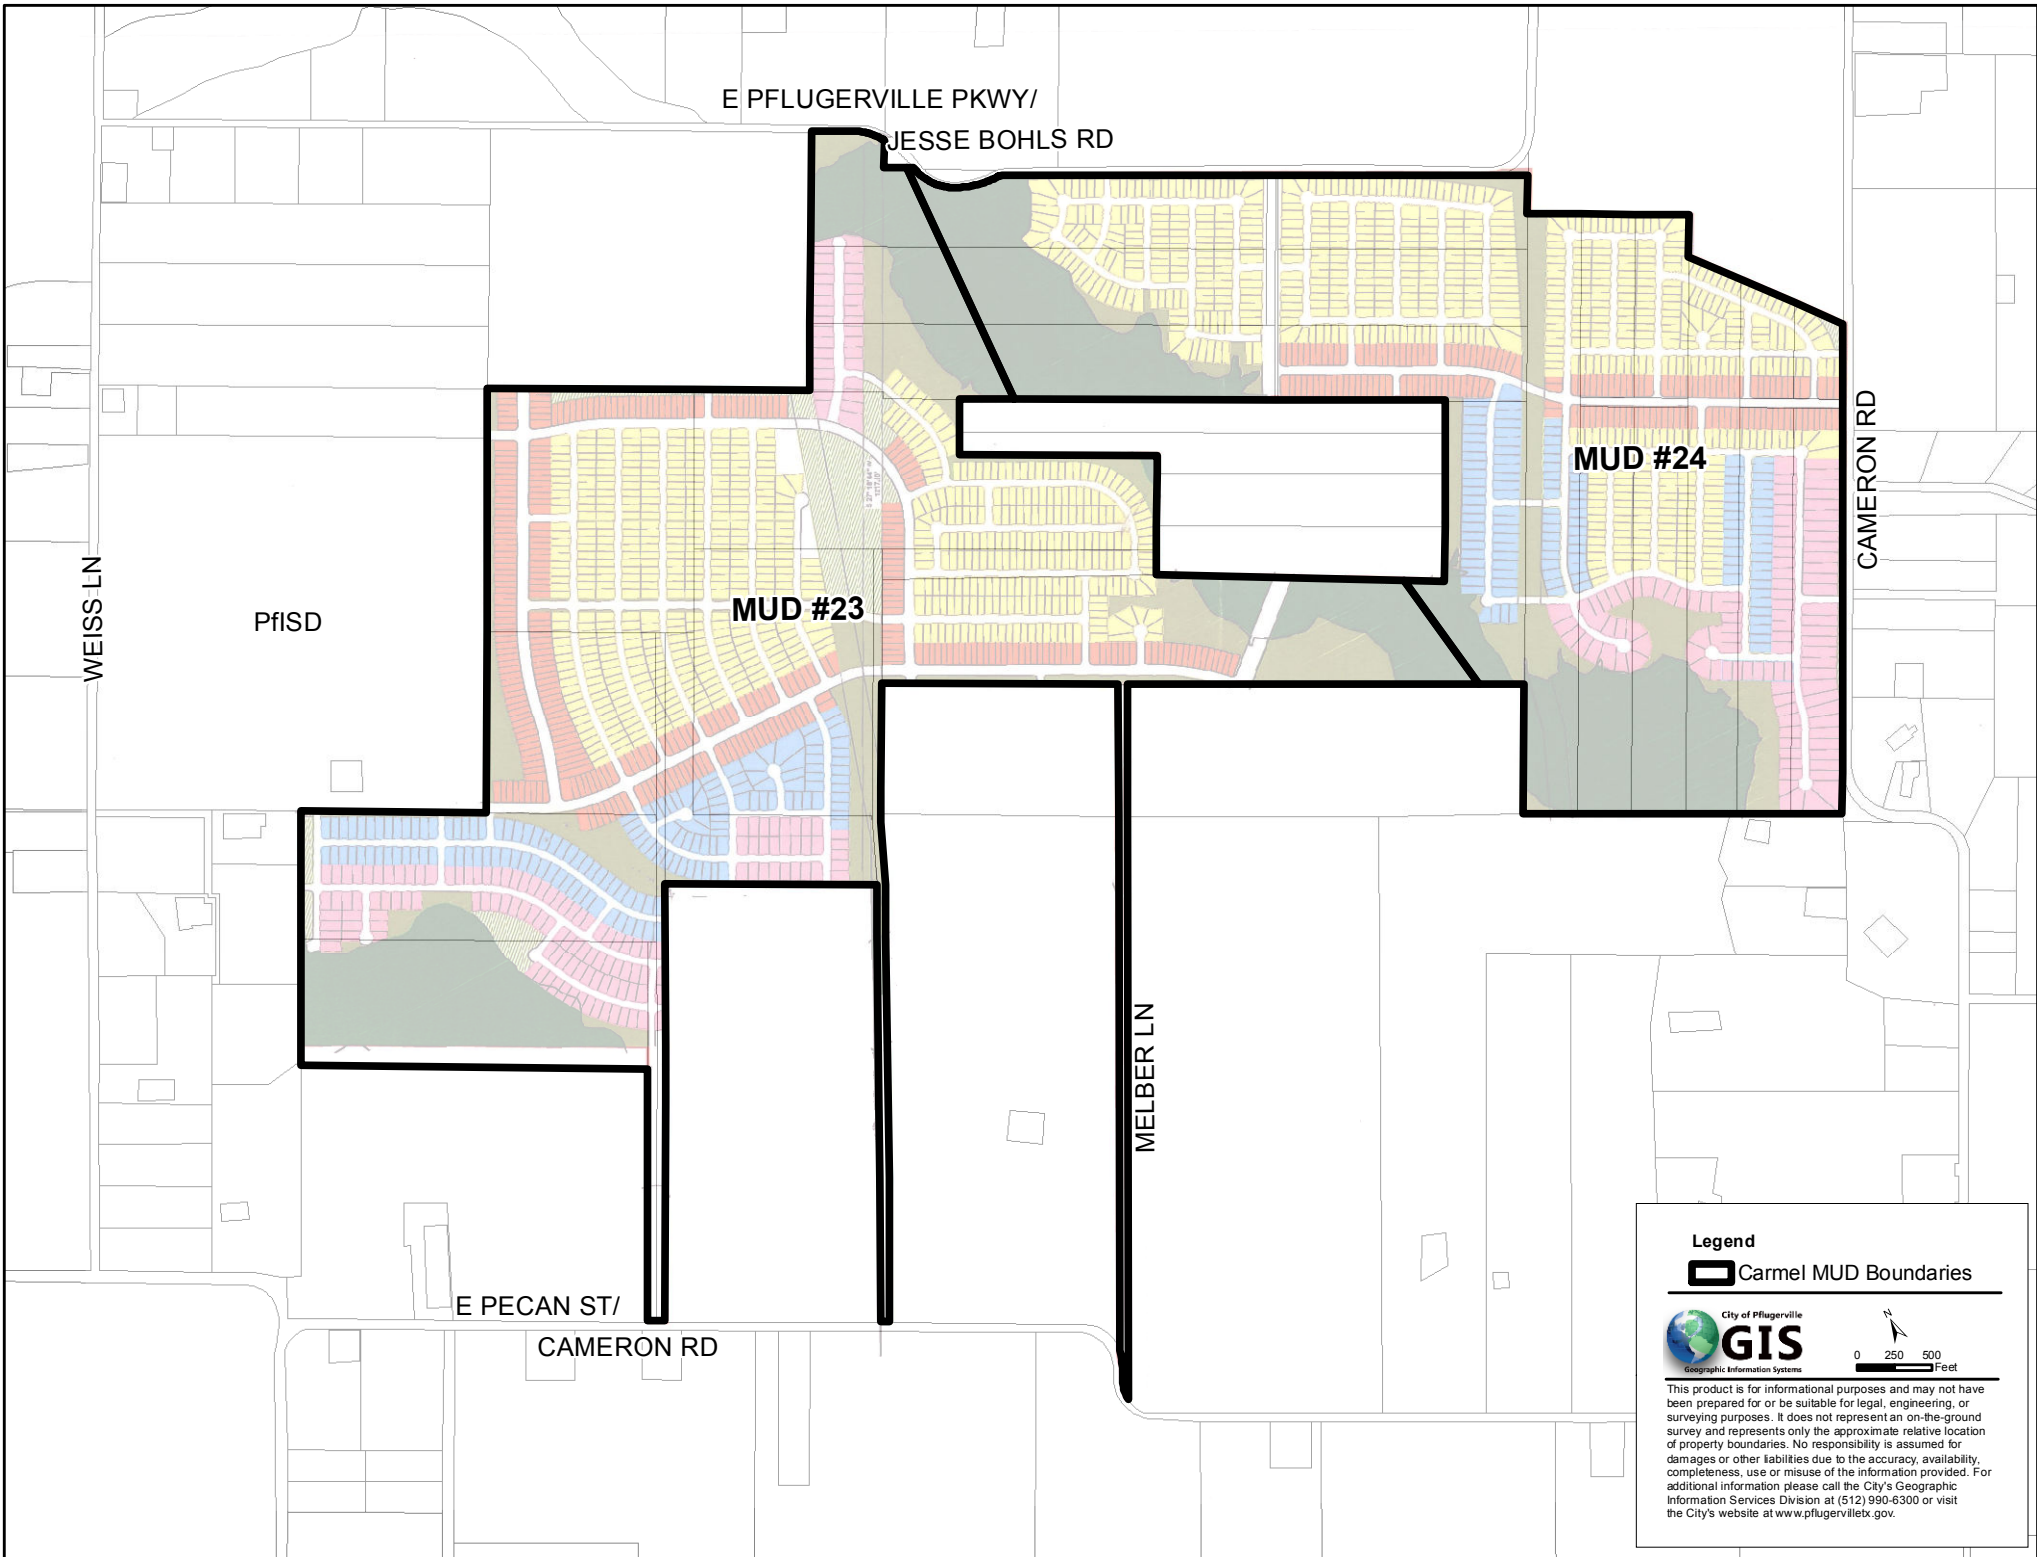 E PFLUGERVILLE PKWY/
JESSE BOHLS RD
CAMERON RD
MUD #24
WEISS LN
PfISD
MUD #23
MELBER LN
E PECAN ST/
CAMERON RD
Legend
Carmel MUD Boundaries
City of Pflugerville
GIS
Geographic Information Systems
N
0 250 500
Feet
This product is for informational purposes and may not have
been prepared for or be suitable for legal, engineering, or
surveying purposes. It does not represent an on-the-ground
survey and represents only the approximate relative location
of property boundaries. No responsibility is assumed for
damages or other liabilities due to the accuracy, availability,
completeness, use or misuse of the information provided. For
additional information please call the City's Geographic
Information Services Division at (512) 990-6300 or visit
the City's website at www.pflugervilletx.gov.